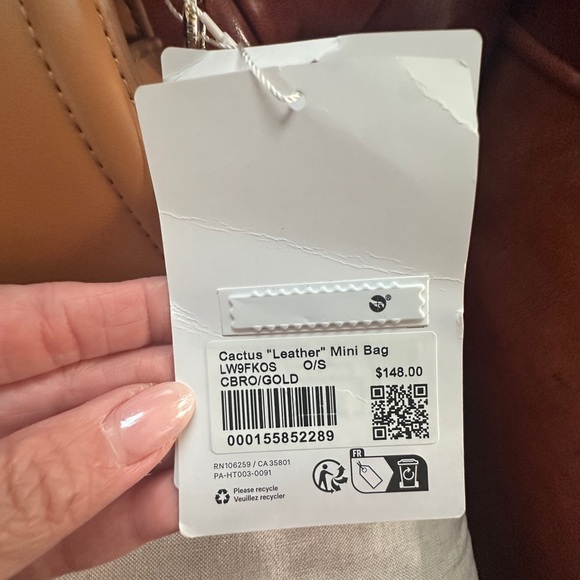 ®
Cactus "Leather" Mini Bag
LW9FKOS O/S $148.00
CBRO/GOLD
000155852289
RN106259 / CA35801
PA-HT003-0091
FR
Please recycle
Veuillez recycler